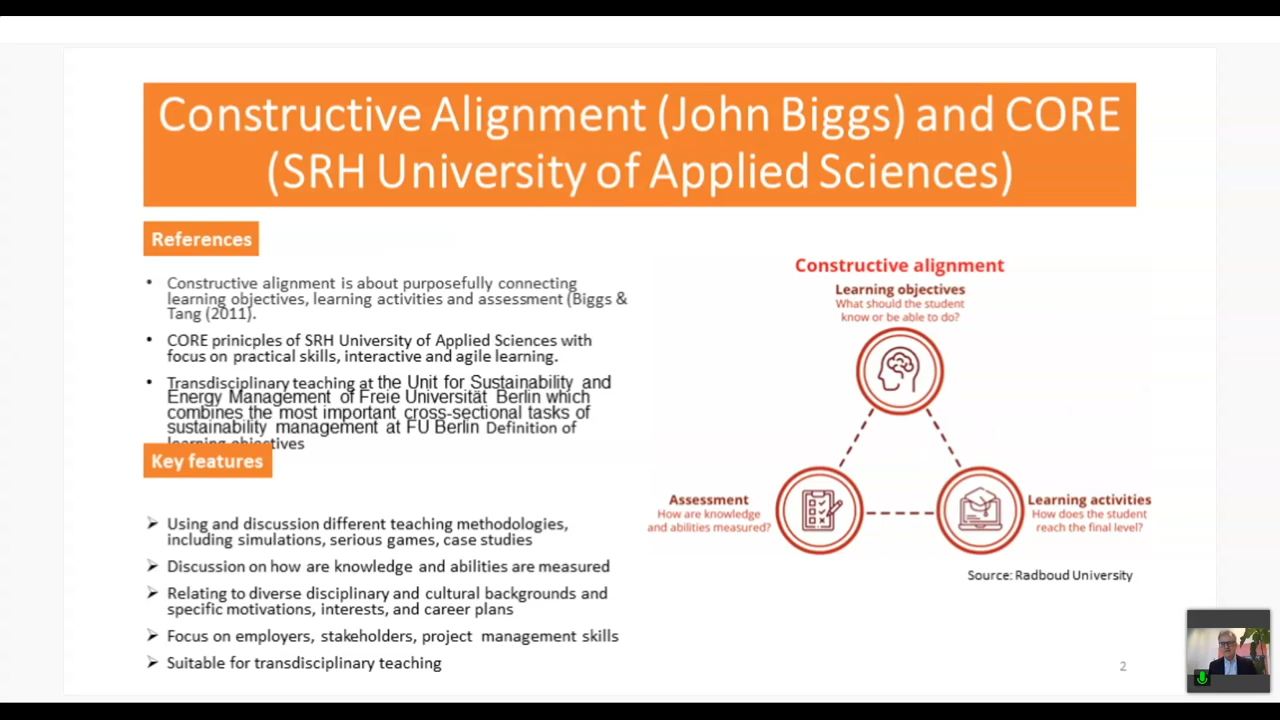 Constructive Alignment (John Biggs) and CORE
(SRH University of Applied Sciences)
References
• Constructive alignment is about purposefully connecting
learning objectives, learning activities and assessment (Biggs &
Tang (2011).
• CORE prinicples of SRH University of Applied Sciences with
focus on practical skills, interactive and agile learning.
• Transdisciplinary teaching at the Unit for Sustainability and
Energy Management of Freie Universität Berlin which
combines the most important cross-sectional tasks of
sustainability management at FU Berlin Definition of
learning objectives
Key features
➢ Using and discussion different teaching methodologies,
including simulations, serious games, case studies
➢ Discussion on how are knowledge and abilities are measured
➢ Relating to diverse disciplinary and cultural backgrounds and
specific motivations, interests, and career plans
➢ Focus on employers, stakeholders, project management skills
➢ Suitable for transdisciplinary teaching
Constructive alignment
Learning objectives
What should the student
know or be able to do?
Assessment
How are knowledge
and abilities measured?
Learning activities
How does the student
reach the final level?
Source: Radboud University
2